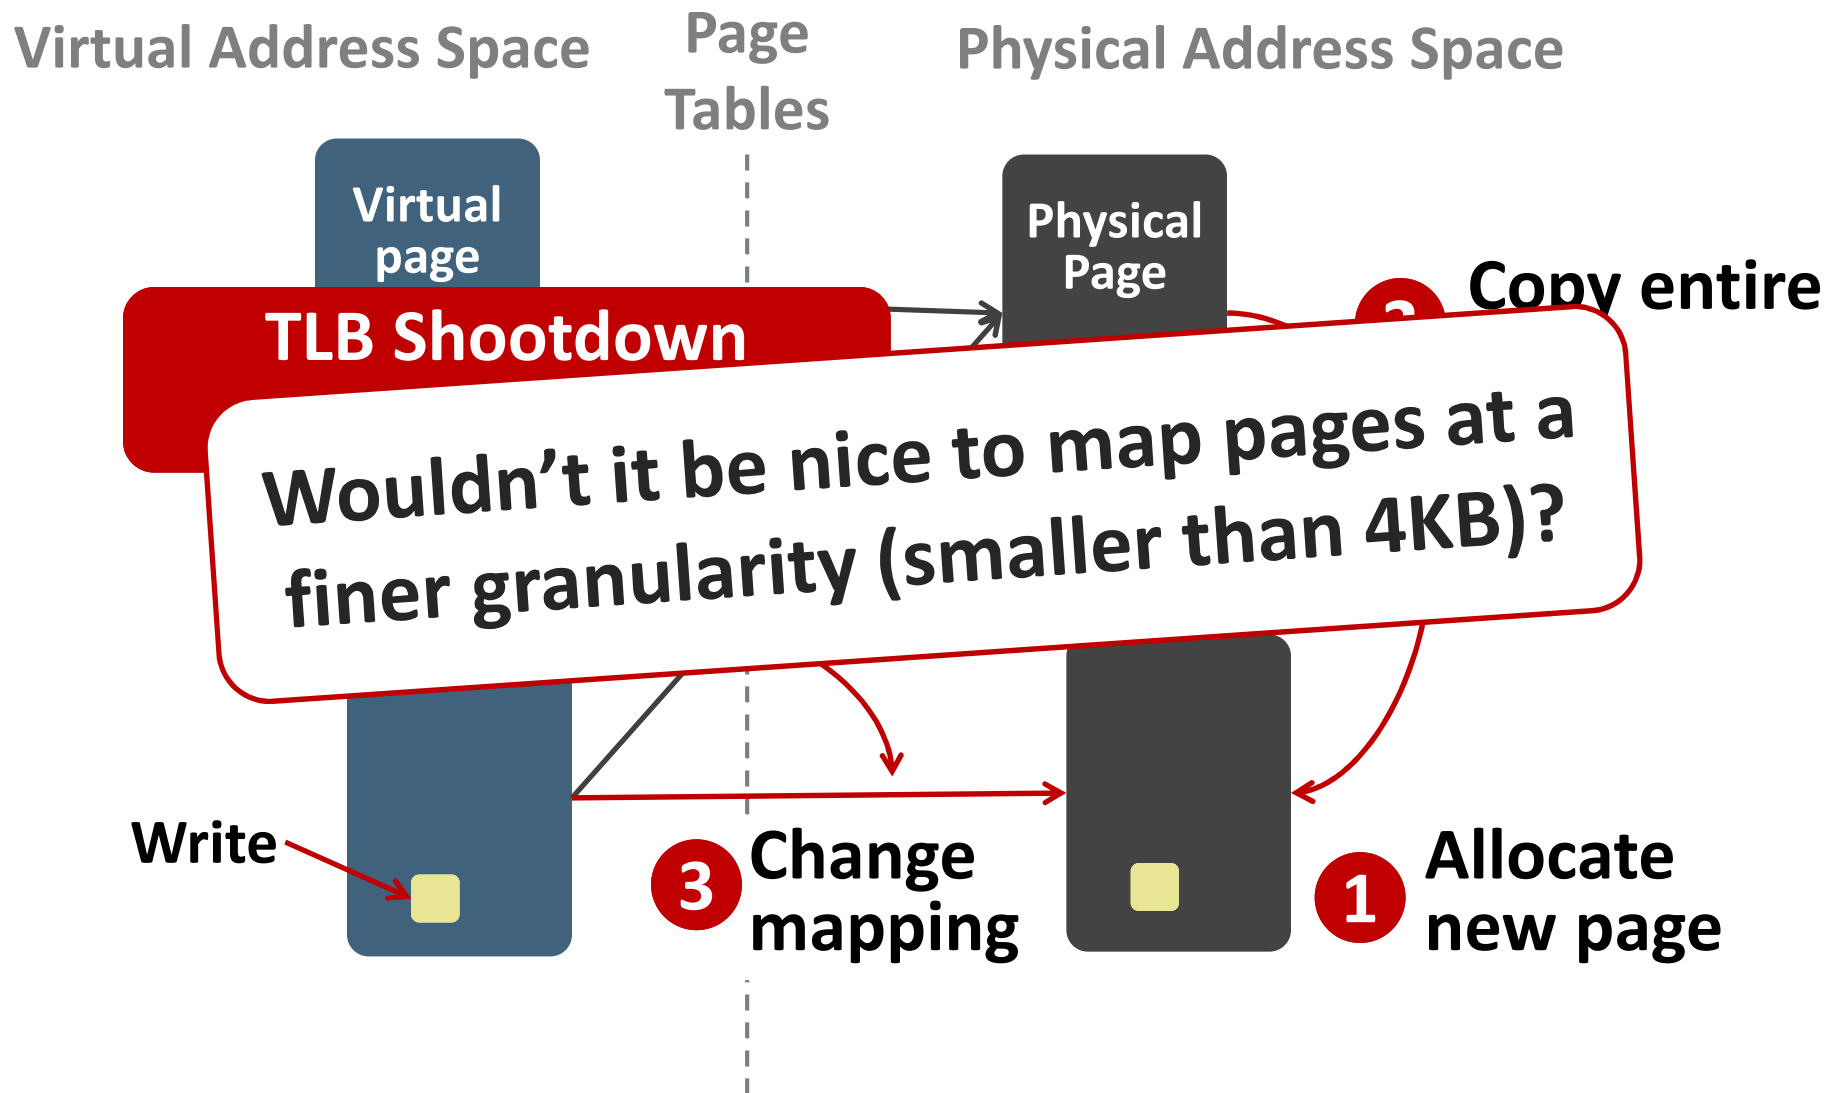 Virtual Address Space
Page
Tables
Physical Address Space
Virtual
page
Physical
Page
Copy entire
TLB Shootdown
Wouldn’t it be nice to map pages at a
finer granularity (smaller than 4KB)?
Write
3
Change
mapping
1
Allocate
new page